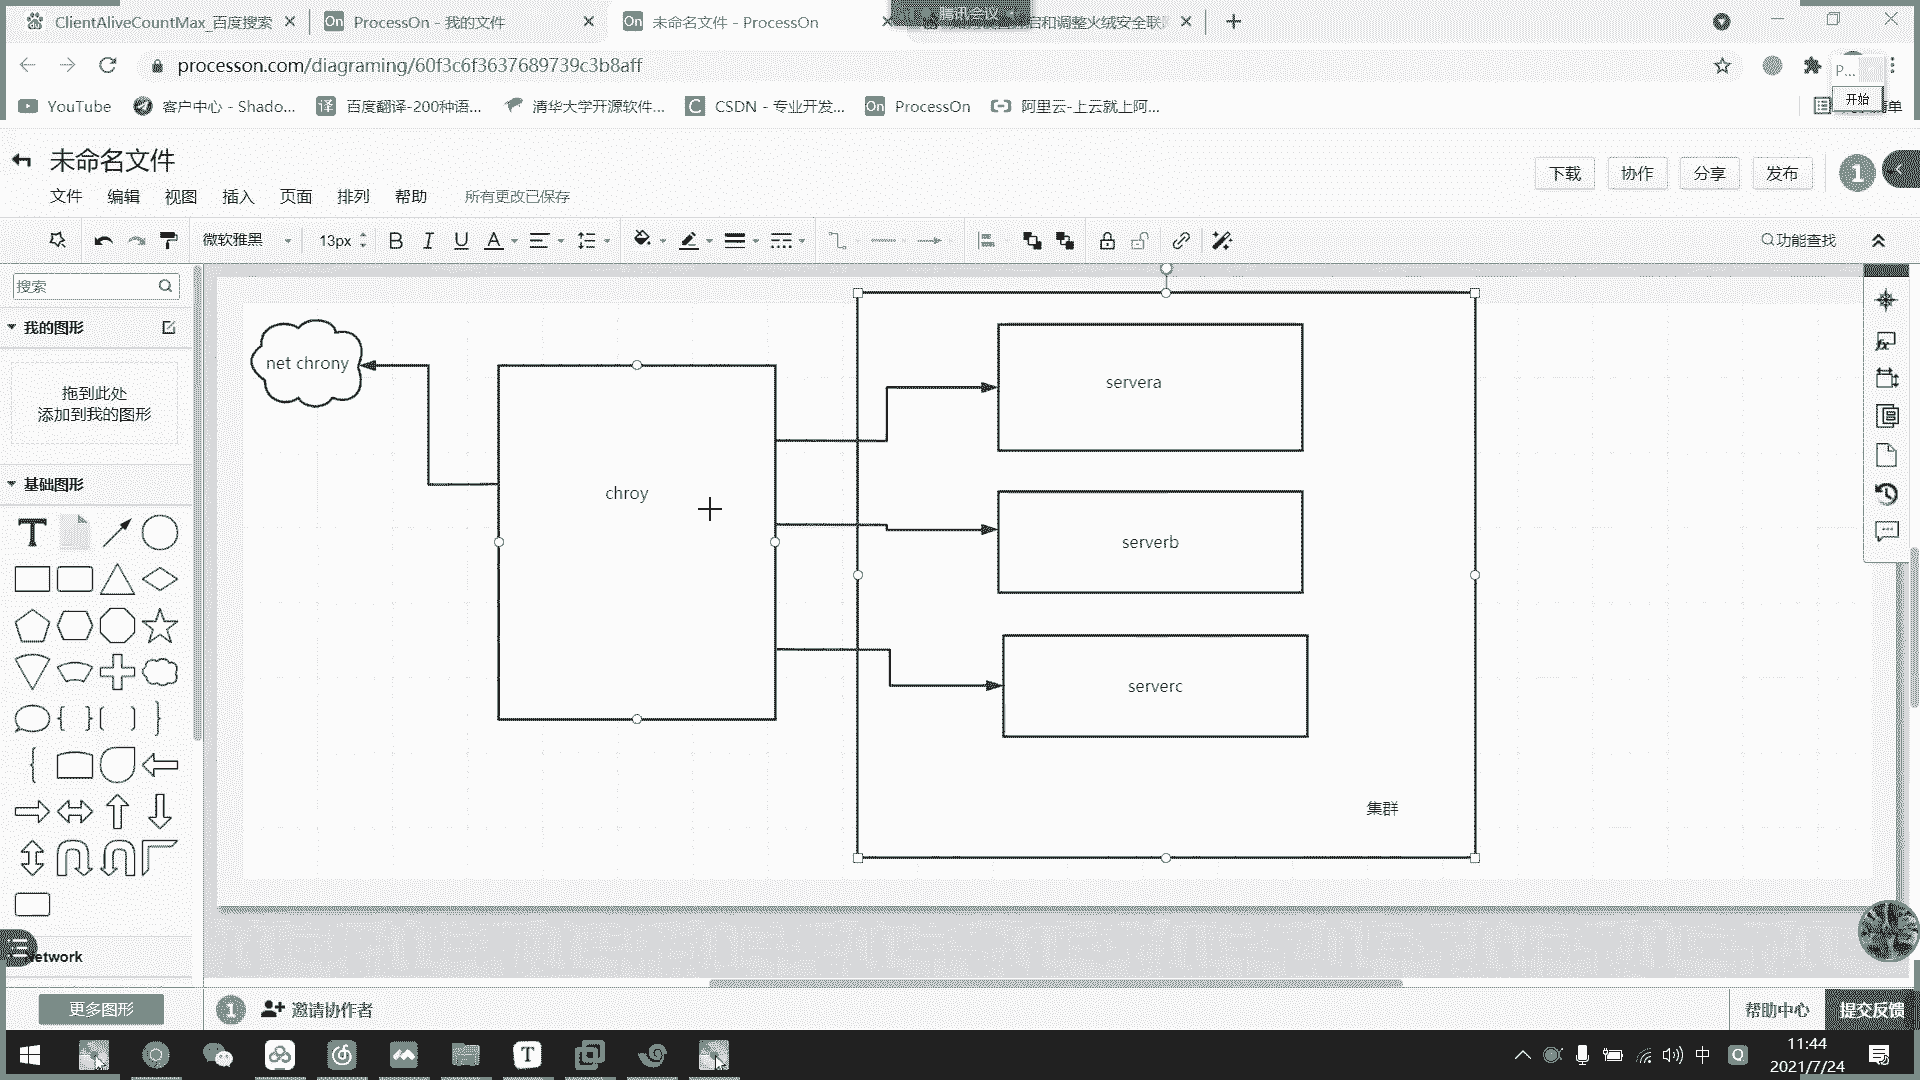 ClientAliveCountMax_百度搜索
ProcessOn - 我的文件
未命名文件 - ProcessOn
腾讯会议
启和调整火绒安全联
processon.com/diagraming/60f3c6f3637689739c3b8aff
P...
开始
YouTube
客户中心 - Shado...
百度翻译-200种语...
清华大学开源软件...
CSDN - 专业开发...
ProcessOn
阿里云-上云就上阿...
单
未命名文件
下载
协作
分享
发布
1
文件
编辑
视图
插入
页面
排列
帮助
所有更改已保存
微软雅黑
13px
功能查找
搜索
我的图形
拖到此处
添加到我的图形
基础图形
Network
更多图形
net chrony
chroy
servera
serverb
serverc
集群
1
邀请协作者
帮助中心
提交反馈
中
11:44
2021/7/24